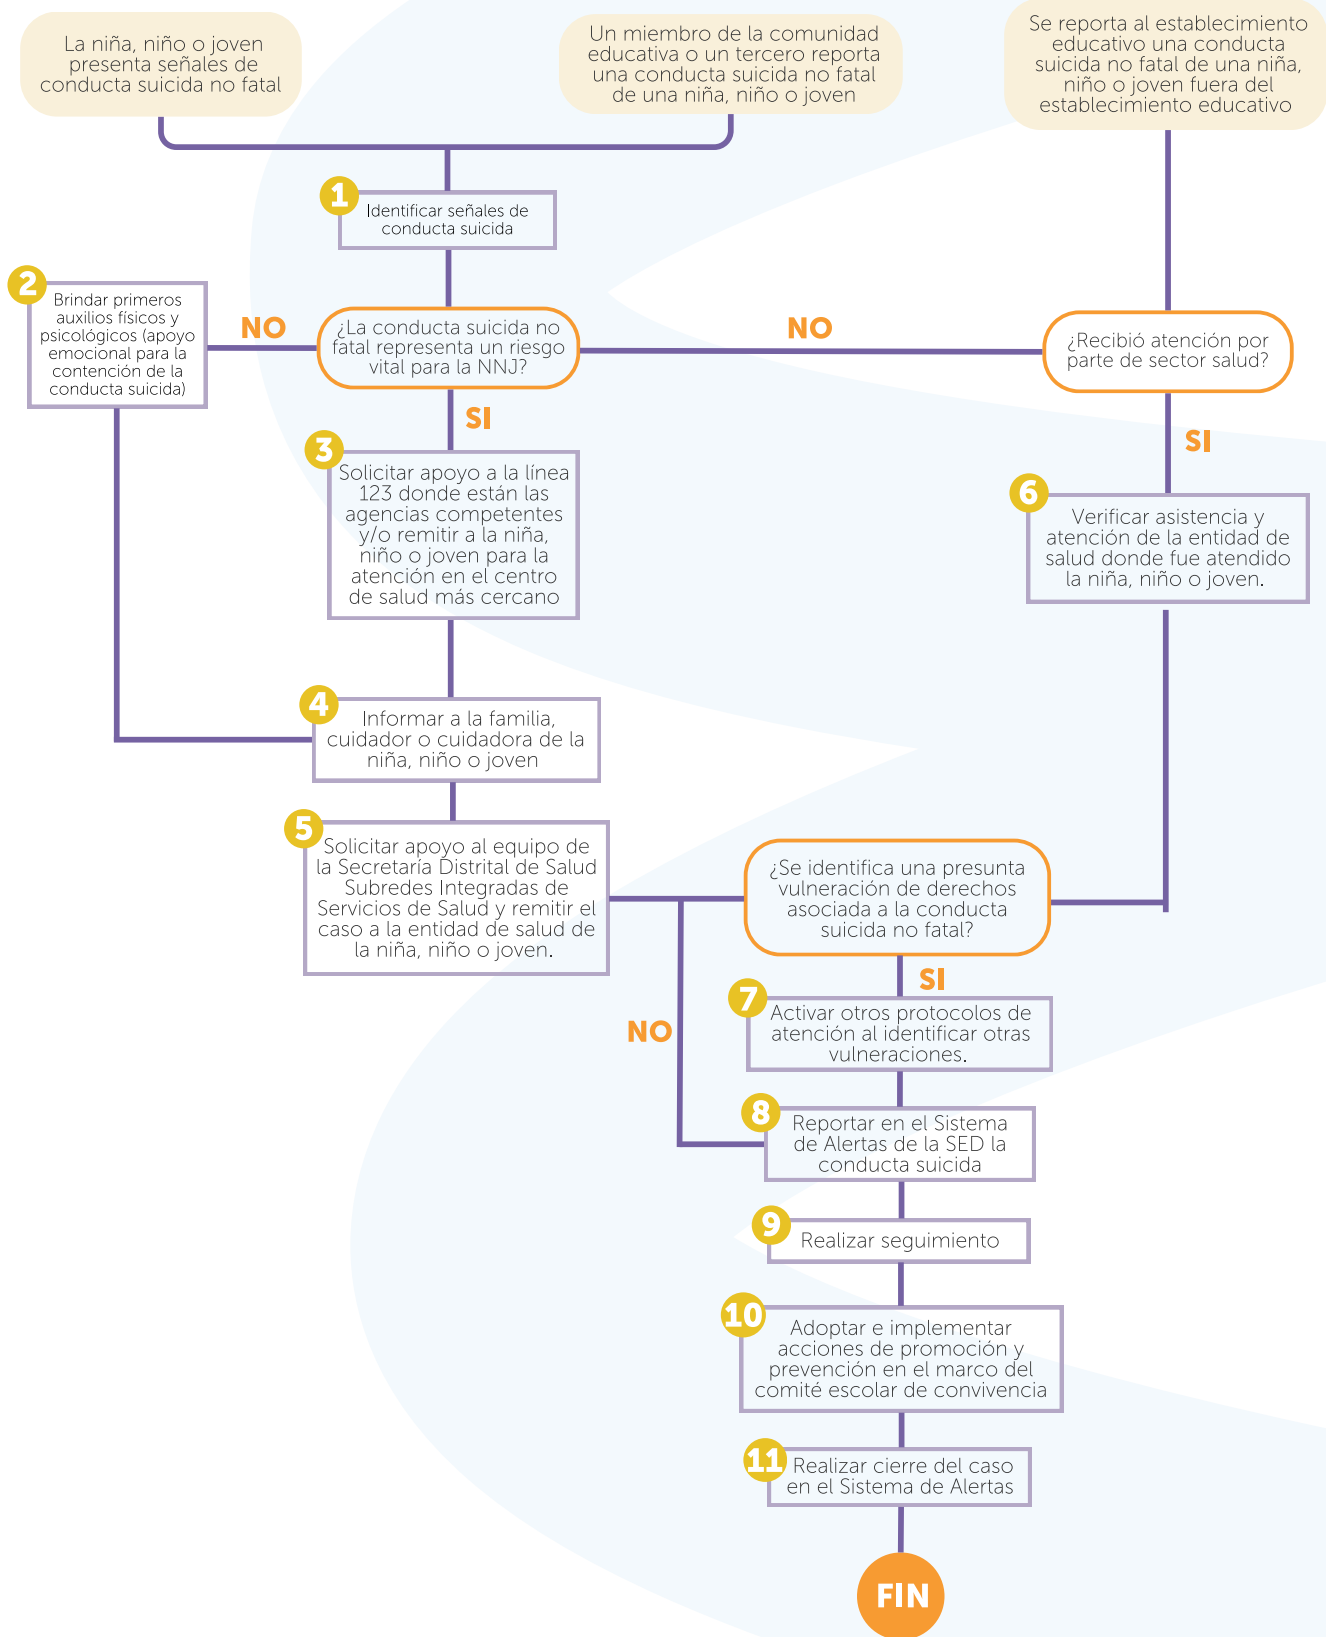 La niña, niño o joven
presenta señales de
conducta suicida no fatal
Un miembro de la comunidad
educativa o un tercero reporta
una conducta suicida no fatal
de una niña, niño o joven
Se reporta al establecimiento
educativo una conducta
suicida no fatal de una niña,
niño o joven fuera del
establecimiento educativo
1
Identificar señales de
conducta suicida
2
Brindar primeros
auxilios físicos y
psicológicos (apoyo
emocional para la
contención de la
conducta suicida)
NO
¿La conducta suicida no
fatal representa un riesgo
vital para la NNJ?
NO
¿Recibió atención por
parte de sector salud?
SI
SI
3
Solicitar apoyo a la línea
123 donde están las
agencias competentes
y/o remitir a la niña,
niño o joven para la
atención en el centro
de salud más cercano
6
Verificar asistencia y
atención de la entidad de
salud donde fue atendido
la niña, niño o joven.
4
Informar a la familia,
cuidador o cuidadora de la
niña, niño o joven
5
Solicitar apoyo al equipo de
la Secretaría Distrital de Salud
Subredes Integradas de
Servicios de Salud y remitir el
caso a la entidad de salud de
la niña, niño o joven.
¿Se identifica una presunta
vulneración de derechos
asociada a la conducta
suicida no fatal?
SI
NO
7
Activar otros protocolos de
atención al identificar otras
vulneraciones.
8
Reportar en el Sistema
de Alertas de la SED la
conducta suicida
9
Realizar seguimiento
10
Adoptar e implementar
acciones de promoción y
prevención en el marco del
comité escolar de convivencia
11
Realizar cierre del caso
en el Sistema de Alertas
FIN